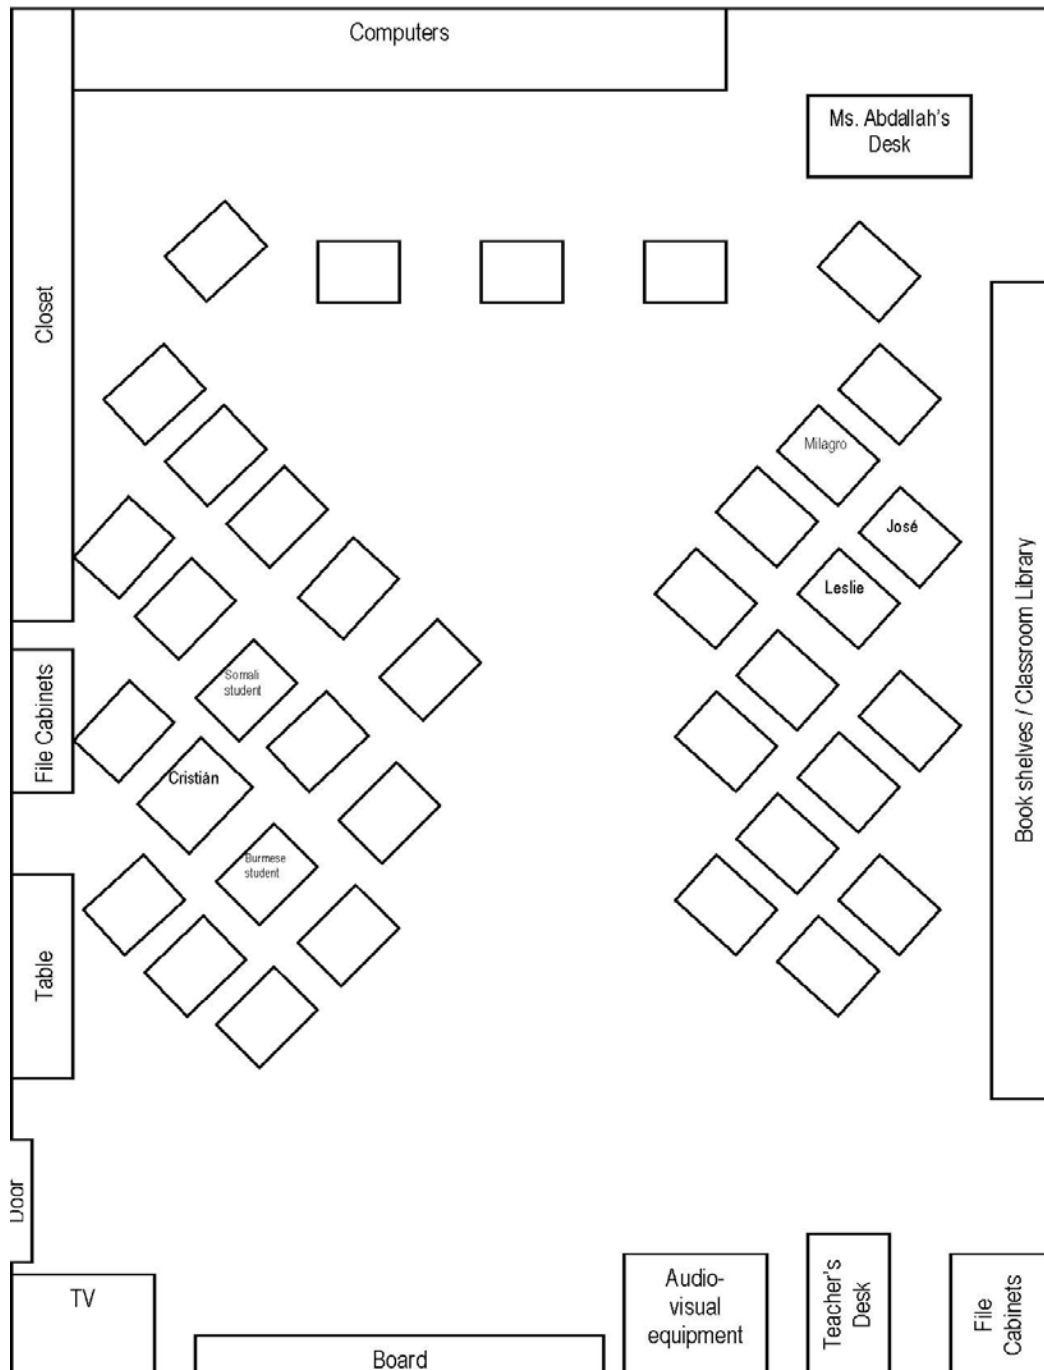 Computers
Ms. Abdallah's
Desk
Closet
Milagro
José
Leslie
Somali
student
File Cabinets
Cristián
Burmese
student
Book shelves / Classroom Library
Table
Door
TV
Board
Audio-
visual
equipment
Teacher's
Desk
File
Cabinets